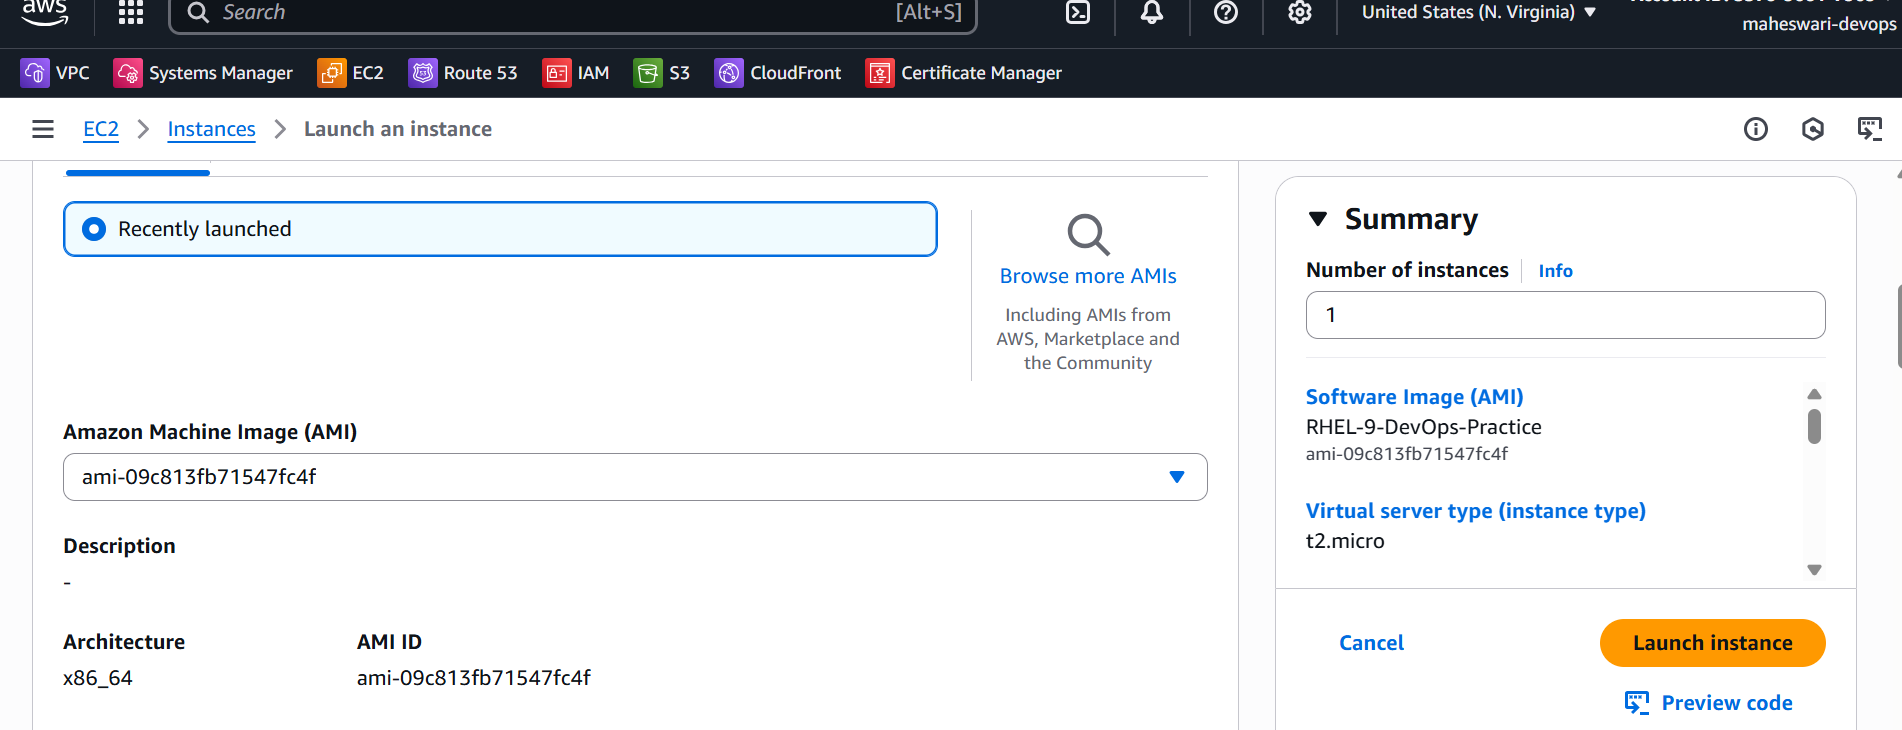 aws
Search
[Alt+S]
United States (N. Virginia)
maheswari-devops
VPC
Systems Manager
EC2
Route 53
IAM
S3
CloudFront
Certificate Manager
EC2
Instances
Launch an instance
Recently launched
Browse more AMIs
Including AMIs from
AWS, Marketplace and
the Community
Amazon Machine Image (AMI)
ami-09c813fb71547fc4f
Description
-
Architecture
AMI ID
x86_64
ami-09c813fb71547fc4f
Summary
Number of instances
Info
1
Software Image (AMI)
RHEL-9-DevOps-Practice
ami-09c813fb71547fc4f
Virtual server type (instance type)
t2.micro
Cancel
Launch instance
Preview code